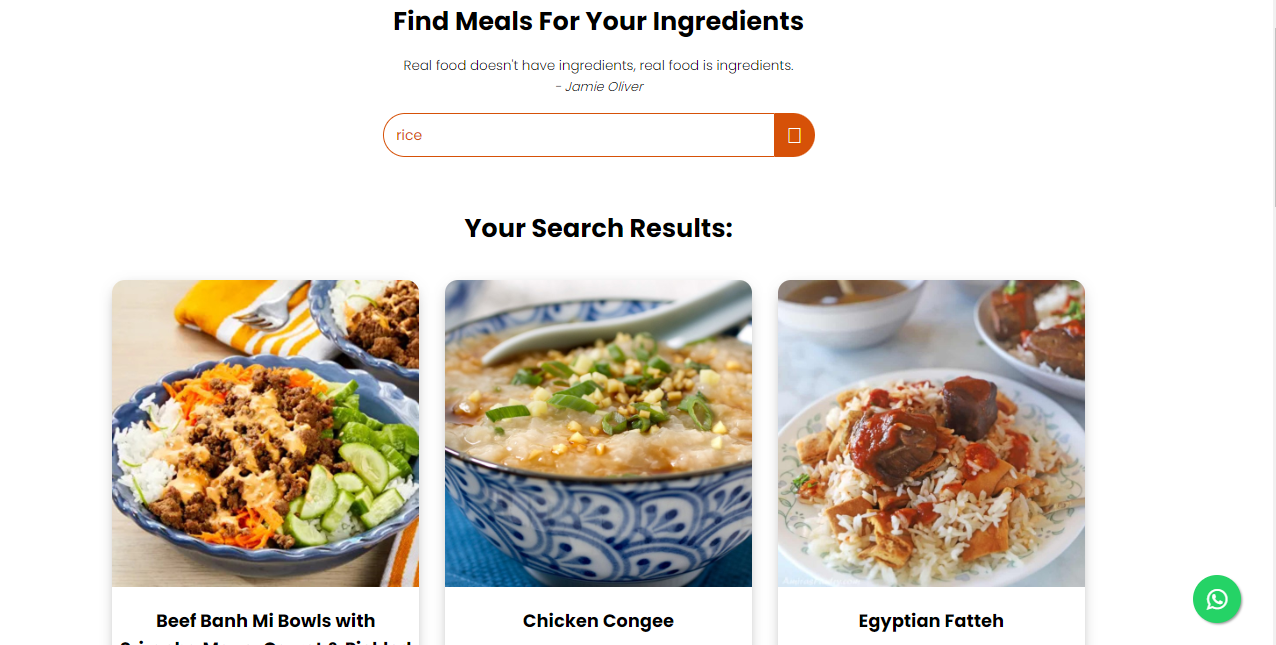 Find Meals For Your Ingredients
Real food doesn't have ingredients, real food is ingredients.
- Jamie Oliver
rice
Your Search Results:
Beef Banh Mi Bowls with
Chicken Congee
Egyptian Fatteh